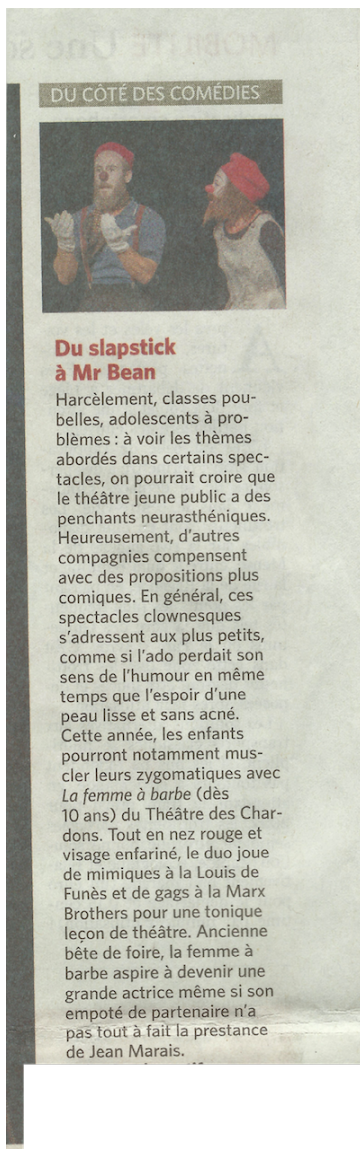 DU CÔTÉ DES COMÉDIES
Du slapstick
à Mr Bean
Harcèlement, classes pou-
belles, adolescents à pro-
blèmes : à voir les thèmes
abordés dans certains spec-
tacles, on pourrait croire que
le théâtre jeune public a des
penchants neurasthéniques.
Heureusement, d’autres
compagnies compensent
avec des propositions plus
comiques. En général, ces
spectacles clownesques
s’adressent aux plus petits,
comme si l’ado perdait son
sens de l’humour en même
temps que l’espoir d’une
peau lisse et sans acné.
Cette année, les enfants
pourront notamment mus-
cler leurs zygomatiques avec
La femme à barbe (dès
10 ans) du Théâtre des Char-
dons. Tout en nez rouge et
visage enfariné, le duo joue
de mimiques à la Louis de
Funès et de gags à la Marx
Brothers pour une tonique
leçon de théâtre. Ancienne
bête de foire, la femme à
barbe aspire à devenir une
grande actrice même si son
empoté de partenaire n’a
pas tout à fait la prestance
de Jean Marais.